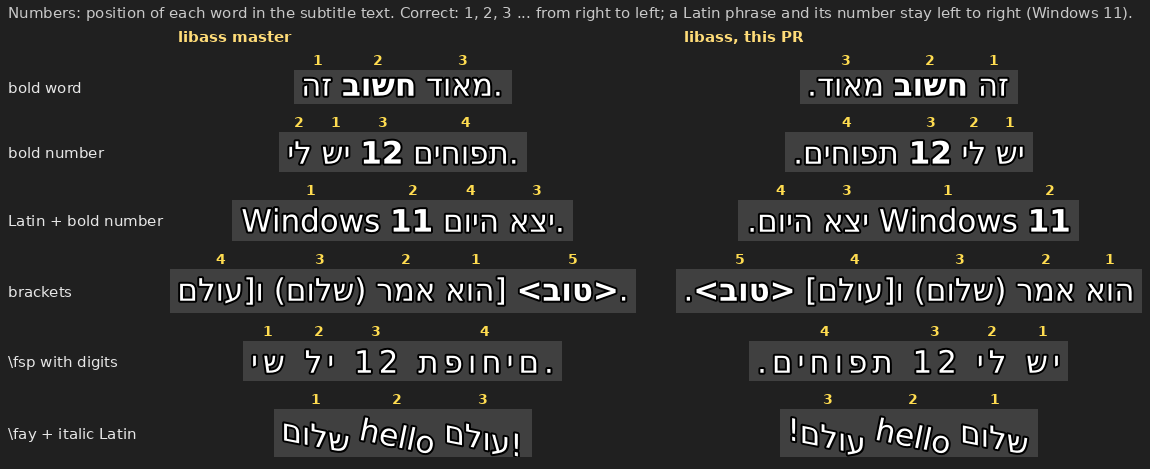 Numbers: position of each word in the subtitle text. Correct: 1, 2, 3 ... from right to left; a Latin phrase and its number stay left to right (Windows 11).
libass master libass, this PR
1 2 3 3 2 1
bold word
.מאוד חשוב זה
זה חשוב מאוד.
2 1 3 4 4 3 2 1
bold number
.תפוחים 12 יש לי
יש לי 12 תפוחים.
1 2 4 3 4 3 1 2
Latin + bold number
.יצא היום Windows 11
Windows 11 יצא היום.
4 3 2 1 5 5 4 3 2 1
brackets
.<טוב> [הוא אמר (שלום) ו[עולם
הוא אמר (שלום) ו[עולם] <טוב>.
1 2 3 4 4 3 2 1
\fsp with digits
.םיחופת 12 יל שי
יש לי 12 תפוחים.
1 2 3 3 2 1
\fay + italic Latin
!עולם hello שלום
שלום hello עולם!